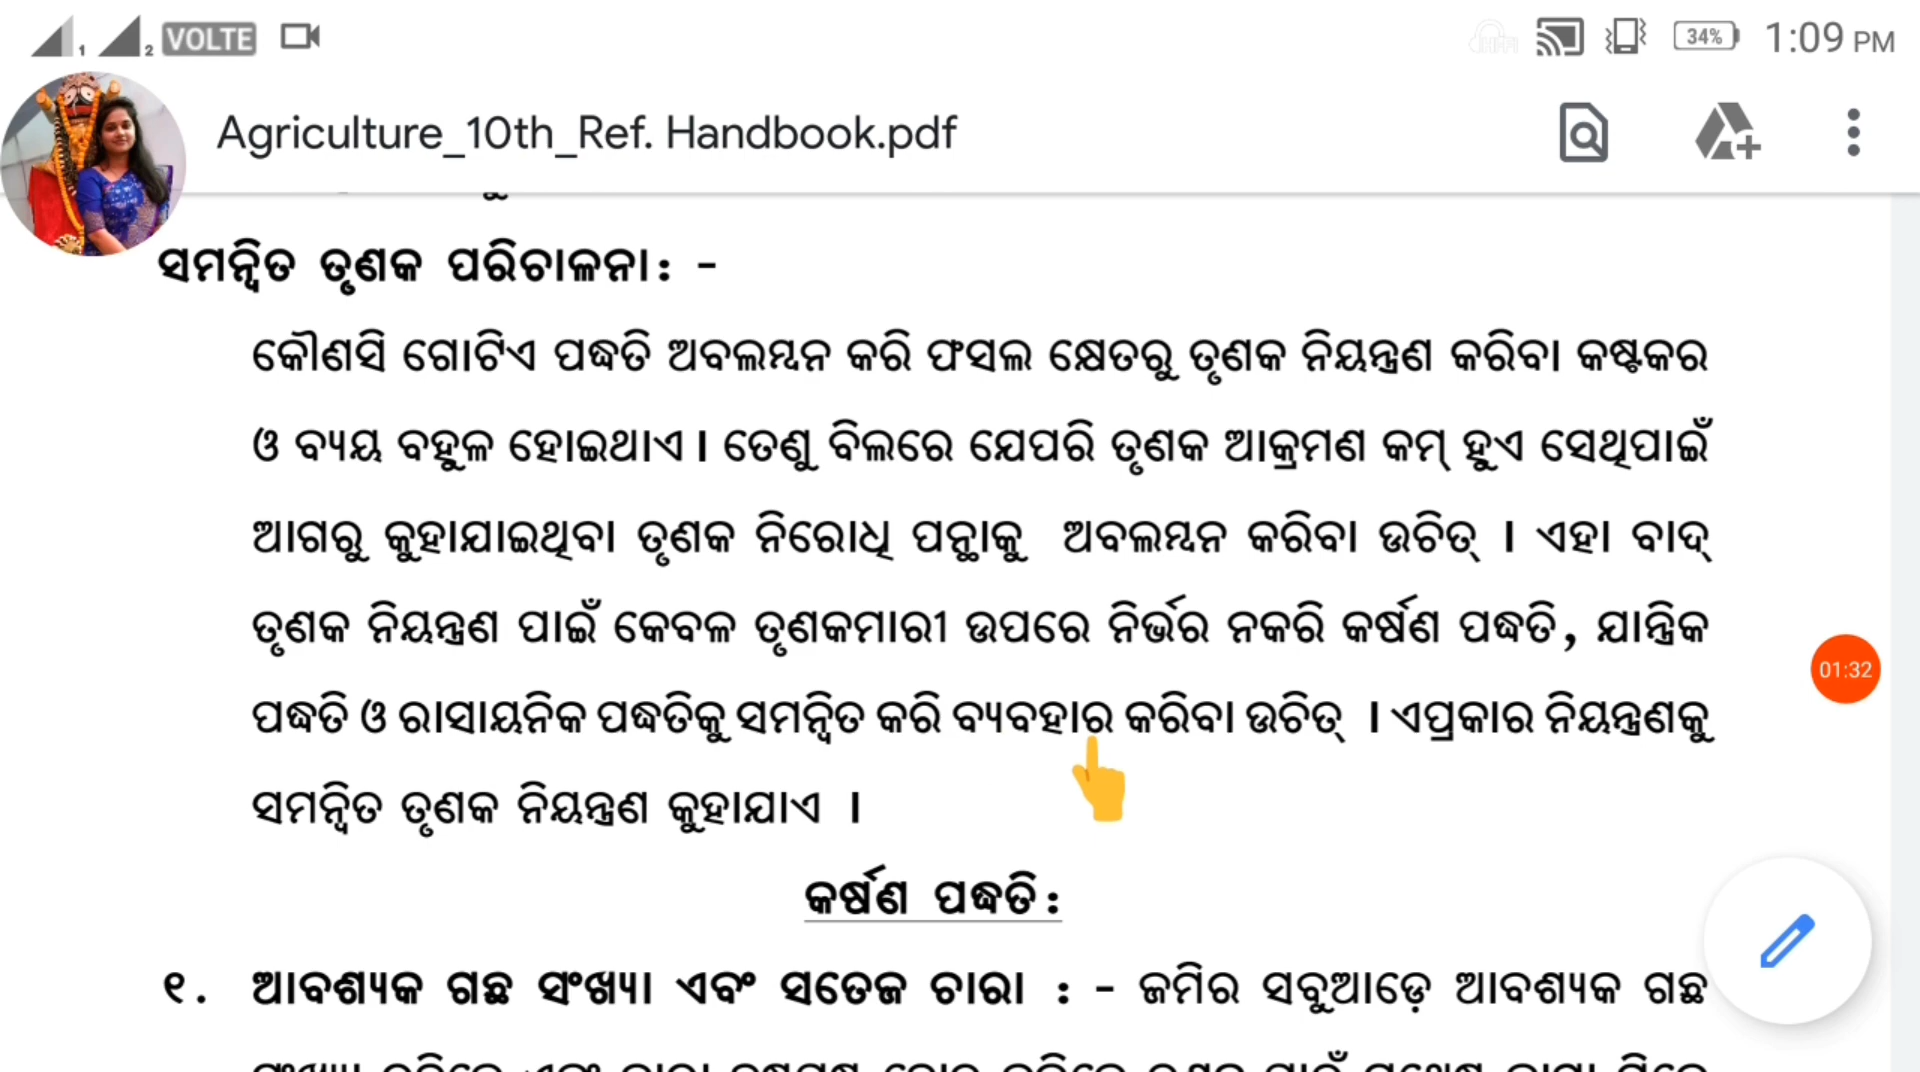 1 2 VOLTE 34% 1:09 PM
Agriculture_10th_Ref. Handbook.pdf
ସମନ୍ଵିତ ତୃଣକ ପରିଚାଳନା: -
କୌଣସି ଗୋଟିଏ ପଦ୍ଧତି ଅବଲମ୍ବନ କରି ଫସଲ କ୍ଷେତରୁ ତୃଣକ ନିୟନ୍ତ୍ରଣ କରିବା କଷ୍ଟକର
ଓ ବ୍ୟୟ ବହୁଳ ହୋଇଥାଏ । ତେଣୁ ବିଲରେ ଯେପରି ତୃଣକ ଆକ୍ରମଣ କମ୍ ହୁଏ ସେଥିପାଇଁ
ଆଗରୁ କୁହାଯାଇଥିବା ତୃଣକ ନିରୋଧି ପନ୍ଥାକୁ ଅବଲମ୍ବନ କରିବା ଉଚିତ୍ । ଏହା ବାଦ୍
ତୃଣକ ନିୟନ୍ତ୍ରଣ ପାଇଁ କେବଳ ତୃଣକମାରୀ ଉପରେ ନିର୍ଭର ନକରି କର୍ଷଣ ପଦ୍ଧତି, ଯାନ୍ତ୍ରିକ
01:32
ପଦ୍ଧତି ଓ ରାସାୟନିକ ପଦ୍ଧତିକୁ ସମନ୍ଵିତ କରି ବ୍ୟବହାର କରିବା ଉଚିତ୍ । ଏପ୍ରକାର ନିୟନ୍ତ୍ରଣକୁ
ସମନ୍ଵିତ ତୃଣକ ନିୟନ୍ତ୍ରଣ କୁହାଯାଏ ।
କର୍ଷଣ ପଦ୍ଧତି:
୧. ଆବଶ୍ୟକ ଗଛ ସଂଖ୍ୟା ଏବଂ ସତେଜ ଚାରା : - ଜମିର ସବୁଆଡ଼େ ଆବଶ୍ୟକ ଗଛ